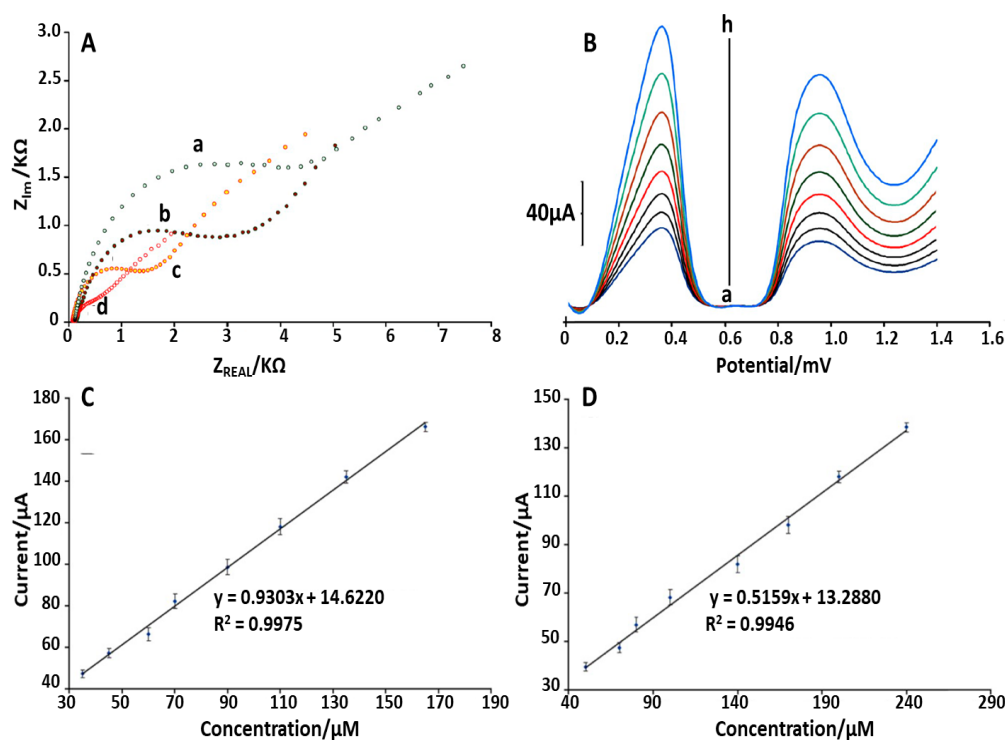 A
3.0
2.5
2.0
1.5
1.0
0.5
0
Z_Im/KΩ
a
b
c
d
0 1 2 3 4 5 6 7 8
Z_REAL/KΩ
B
h
40µA
a
0 0.2 0.4 0.6 0.8 1.0 1.2 1.4 1.6
Potential/mV
C
180
160
140
120
100
80
60
40
Current/µA
y = 0.9303x + 14.6220
R² = 0.9975
30 50 70 90 110 130 150 170
Concentration/µM
D
150
130
110
90
70
50
30
Current/µA
y = 0.5159x + 13.2880
R² = 0.9946
40 90 140 190 240 290
Concentration/µM